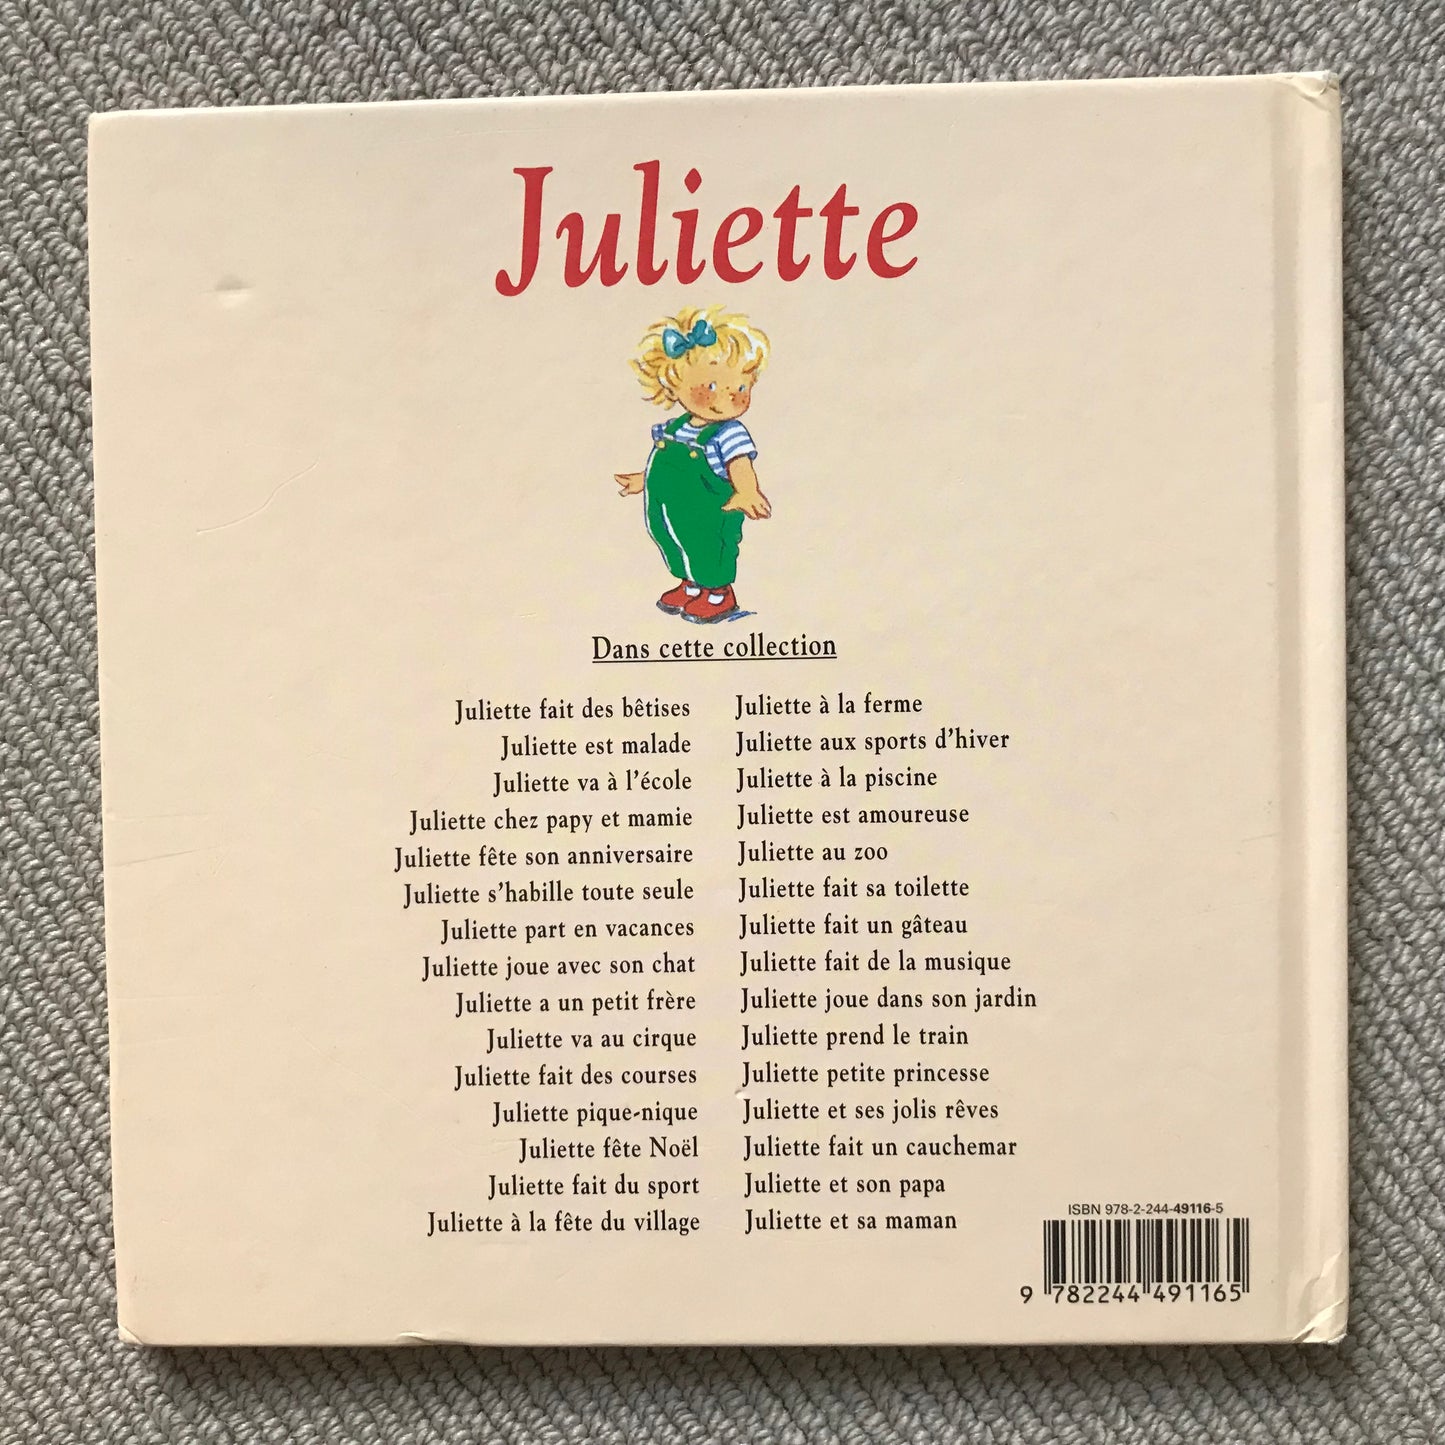 Juliette
Dans cette collection
Juliette fait des bêtises
Juliette est malade
Juliette va à l'école
Juliette chez papy et mamie
Juliette fête son anniversaire
Juliette s'habille toute seule
Juliette part en vacances
Juliette joue avec son chat
Juliette a un petit frère
Juliette va au cirque
Juliette fait des courses
Juliette pique-nique
Juliette fête Noël
Juliette fait du sport
Juliette à la fête du village
Juliette à la ferme
Juliette aux sports d'hiver
Juliette à la piscine
Juliette est amoureuse
Juliette au zoo
Juliette fait sa toilette
Juliette fait un gâteau
Juliette fait de la musique
Juliette joue dans son jardin
Juliette prend le train
Juliette petite princesse
Juliette et ses jolis rêves
Juliette fait un cauchemar
Juliette et son papa
Juliette et sa maman
ISBN 978-2-244-49116-5
9 782244 491165